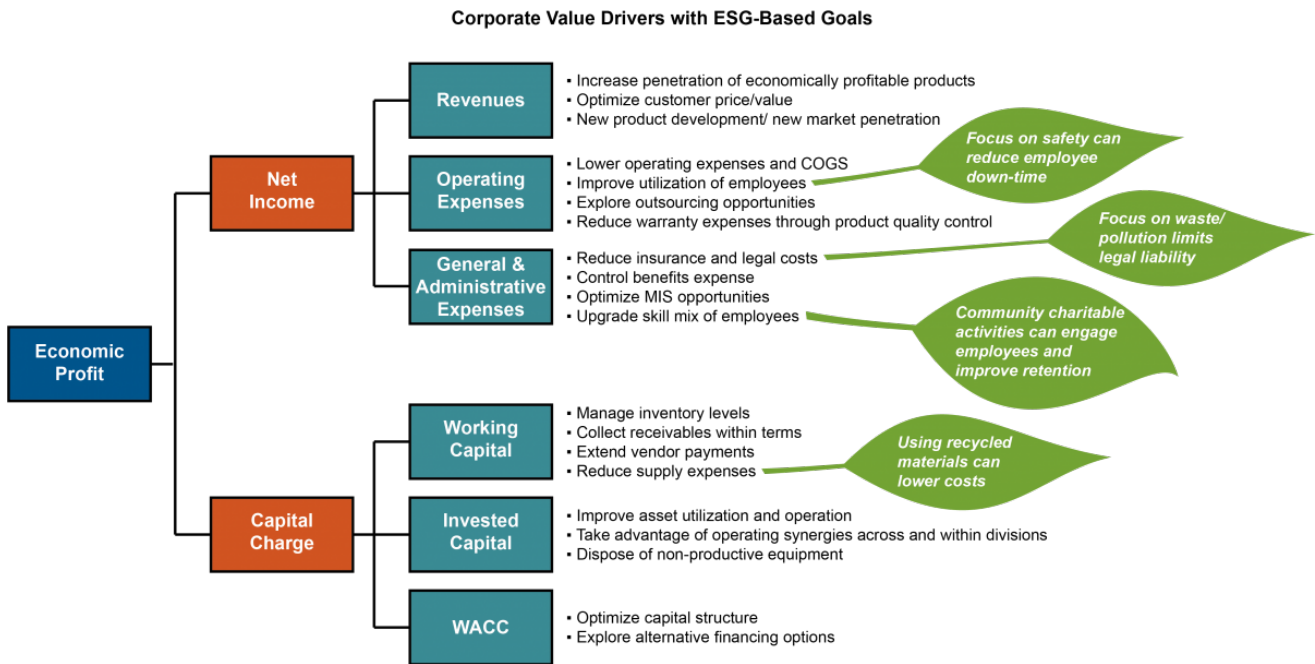 Corporate Value Drivers with ESG-Based Goals
Economic
Profit
Net
Income
Revenues
▪ Increase penetration of economically profitable products
▪ Optimize customer price/value
▪ New product development/ new market penetration
Operating
Expenses
▪ Lower operating expenses and COGS
▪ Improve utilization of employees
▪ Explore outsourcing opportunities
▪ Reduce warranty expenses through product quality control
Focus on safety can
reduce employee
down-time
General &
Administrative
Expenses
▪ Reduce insurance and legal costs
▪ Control benefits expense
▪ Optimize MIS opportunities
▪ Upgrade skill mix of employees
Focus on waste/
pollution limits
legal liability
Community charitable
activities can engage
employees and
improve retention
Capital
Charge
Working
Capital
▪ Manage inventory levels
▪ Collect receivables within terms
▪ Extend vendor payments
▪ Reduce supply expenses
Using recycled
materials can
lower costs
Invested
Capital
▪ Improve asset utilization and operation
▪ Take advantage of operating synergies across and within divisions
▪ Dispose of non-productive equipment
WACC
▪ Optimize capital structure
▪ Explore alternative financing options